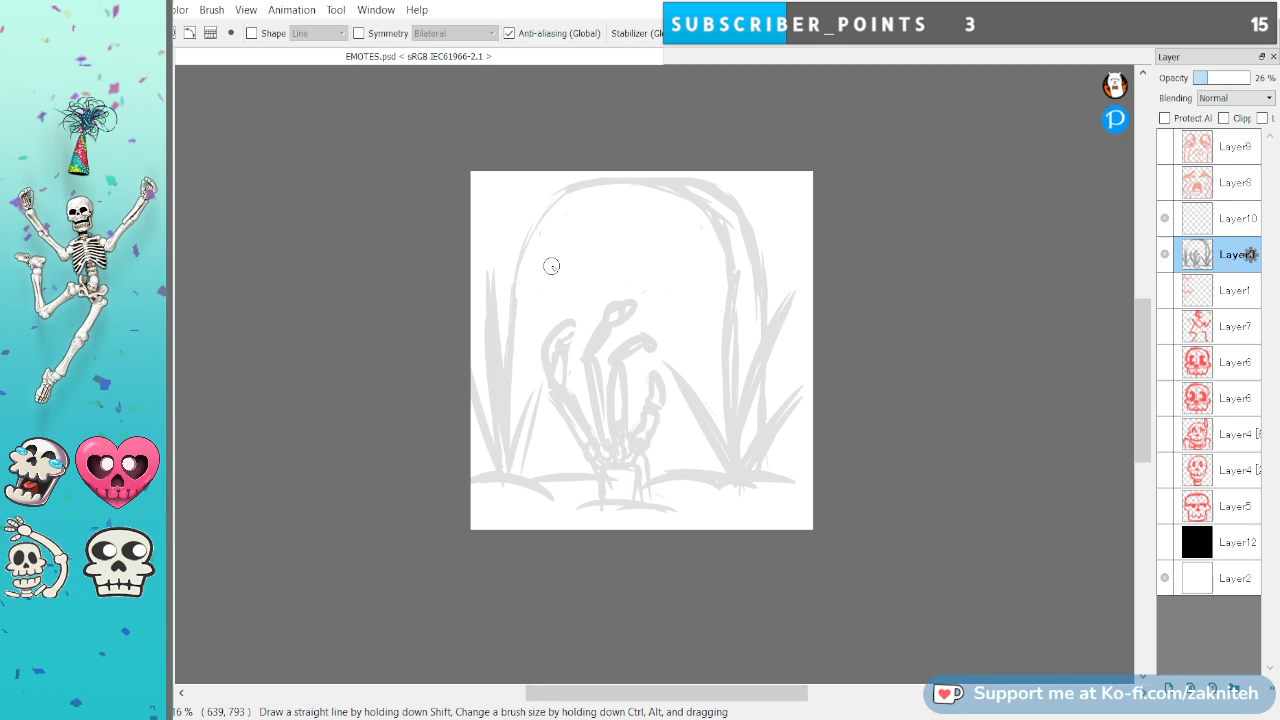 olor Brush View Animation Tool Window Help
SUBSCRIBER_POINTS 3 15
Shape Line Symmetry Bilateral Anti-aliasing (Global) Stabilizer (Gl
EMOTES.psd < sRGB IEC61966-2.1 >
Layer
Opacity 26 %
Blending Normal
Protect Al Clipp L
Layer9
Layer8
Layer10
Layer1
Layer7
Layer6
Layer6
Layer4 [
Layer4 [2
Layer5
Layer12
Layer2
Support me at Ko-fi.com/zakniteh
16 % ( 639, 793 ) Draw a straight line by holding down Shift, Change a brush size by holding down Ctrl, Alt, and dragging